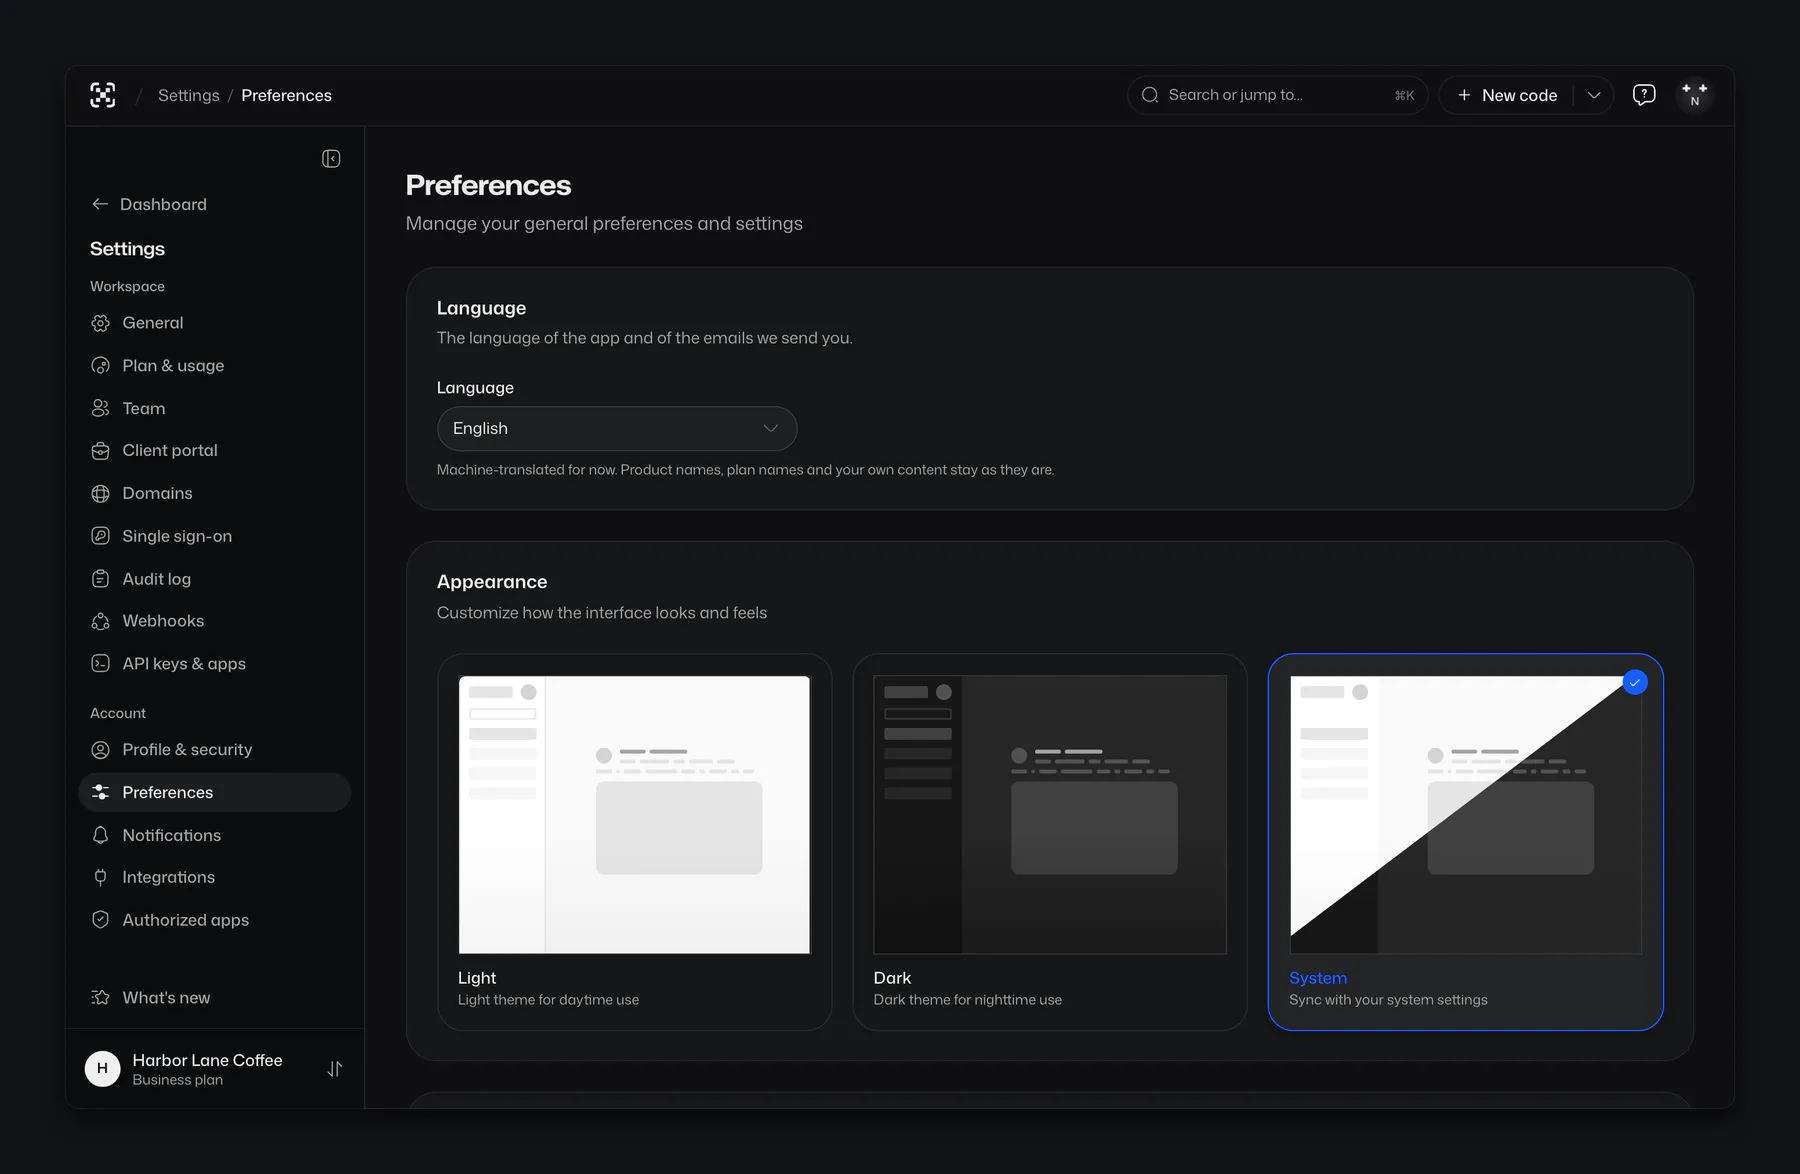 Settings / Preferences
Search or jump to... ⌘K
+ New code
?
N
Dashboard
Settings
Workspace
General
Plan & usage
Team
Client portal
Domains
Single sign-on
Audit log
Webhooks
API keys & apps
Account
Profile & security
Preferences
Notifications
Integrations
Authorized apps
What's new
H
Harbor Lane Coffee
Business plan
Preferences
Manage your general preferences and settings
Language
The language of the app and of the emails we send you.
Language
English
Machine-translated for now. Product names, plan names and your own content stay as they are.
Appearance
Customize how the interface looks and feels
Light
Light theme for daytime use
Dark
Dark theme for nighttime use
System
Sync with your system settings